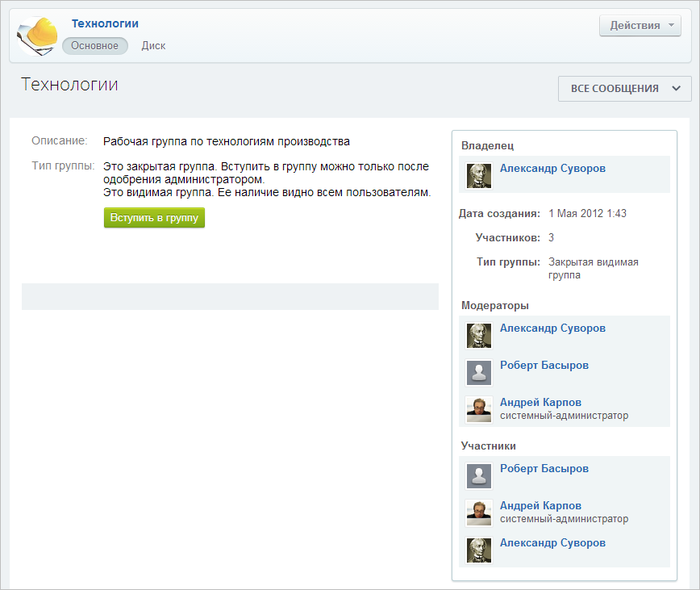 Технологии
Действия
Основное
Диск
Технологии
ВСЕ СООБЩЕНИЯ
Описание: Рабочая группа по технологиям производства
Тип группы: Это закрытая группа. Вступить в группу можно только после
одобрения администратором.
Это видимая группа. Ее наличие видно всем пользователям.
Вступить в группу
Владелец
Александр Суворов
Дата создания: 1 Мая 2012 1:43
Участников: 3
Тип группы: Закрытая видимая
группа
Модераторы
Александр Суворов
Роберт Басыров
Андрей Карпов
системный-администратор
Участники
Роберт Басыров
Андрей Карпов
системный-администратор
Александр Суворов